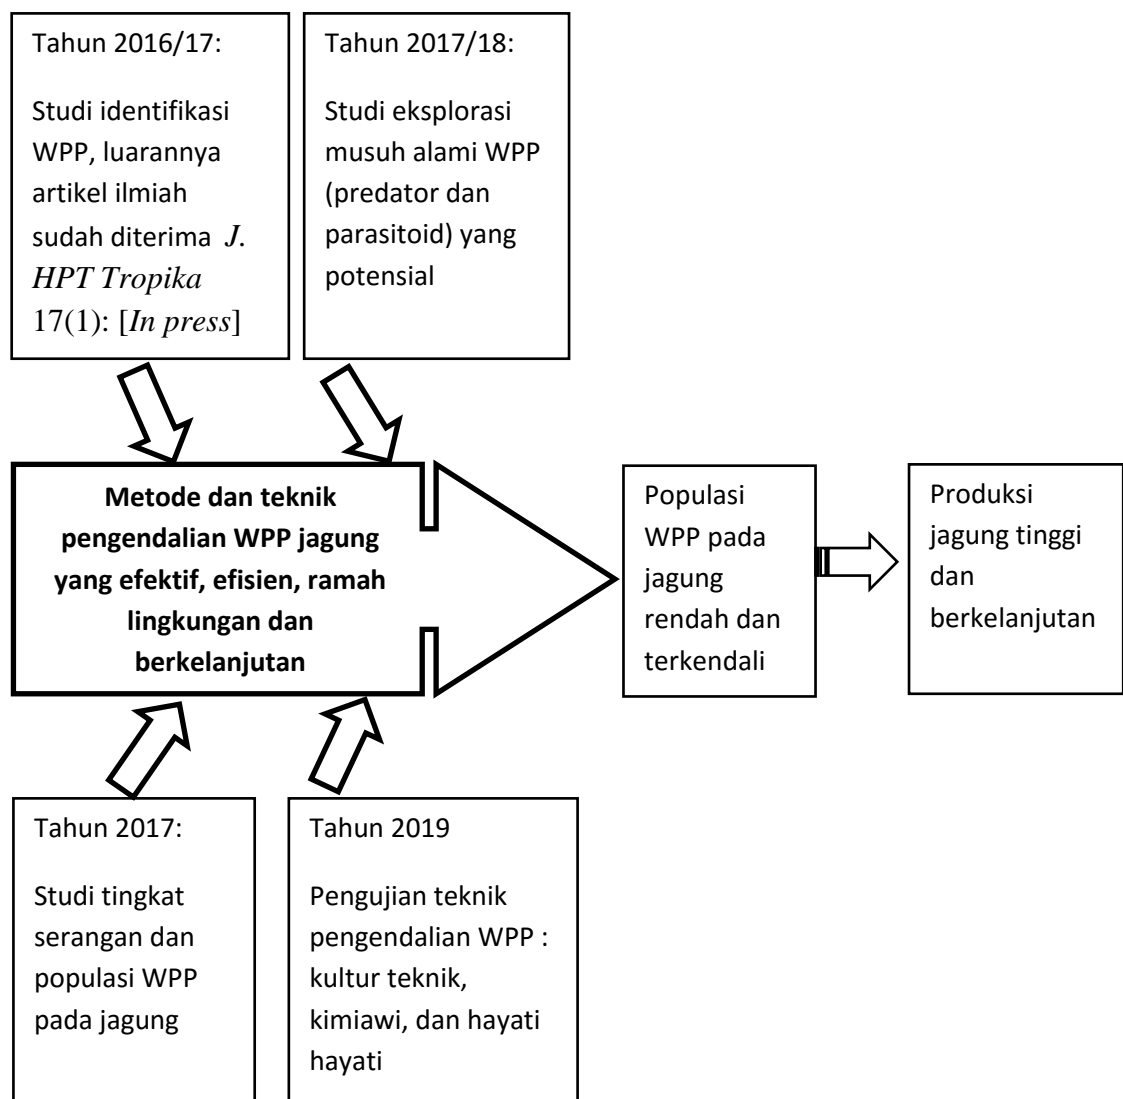 Tahun 2016/17:
Studi identifikasi
WPP, luarannya
artikel ilmiah
sudah diterima J.
HPT Tropika
17(1): [In press]
Tahun 2017/18:
Studi eksplorasi
musuh alami WPP
(predator dan
parasitoid) yang
potensial
Metode dan teknik
pengendalian WPP jagung
yang efektif, efisien, ramah
lingkungan dan
berkelanjutan
Populasi
WPP pada
jagung
rendah dan
terkendali
Produksi
jagung tinggi
dan
berkelanjutan
Tahun 2017:
Studi tingkat
serangan dan
populasi WPP
pada jagung
Tahun 2019
Pengujian teknik
pengendalian WPP :
kultur teknik,
kimiawi, dan hayati
hayati